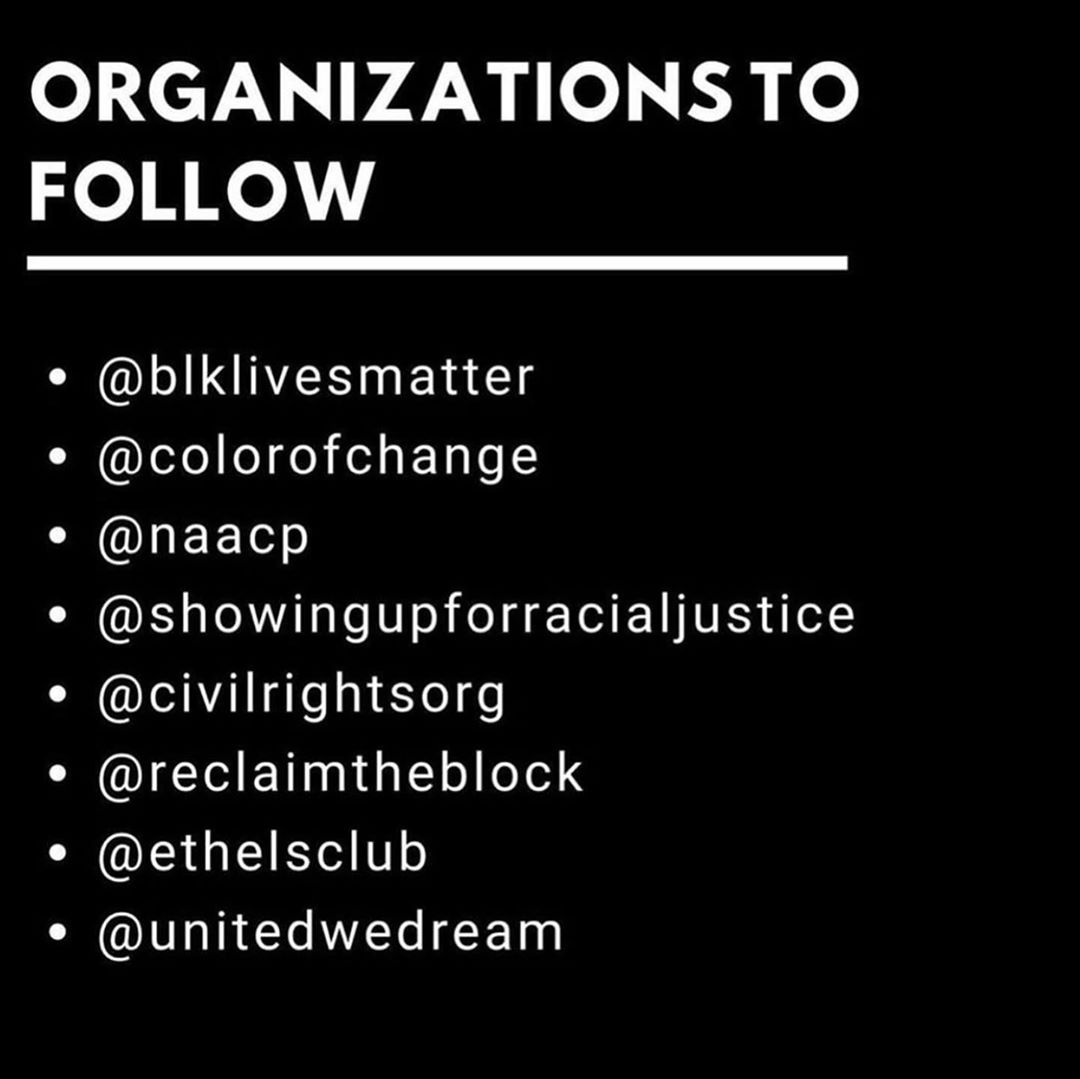 ORGANIZATIONS TO
FOLLOW
• @blklivesmatter
• @colorofchange
• @naacp
• @showingupforracialjustice
• @civilrightsorg
• @reclaimtheblock
• @ethelsclub
• @unitedwedream